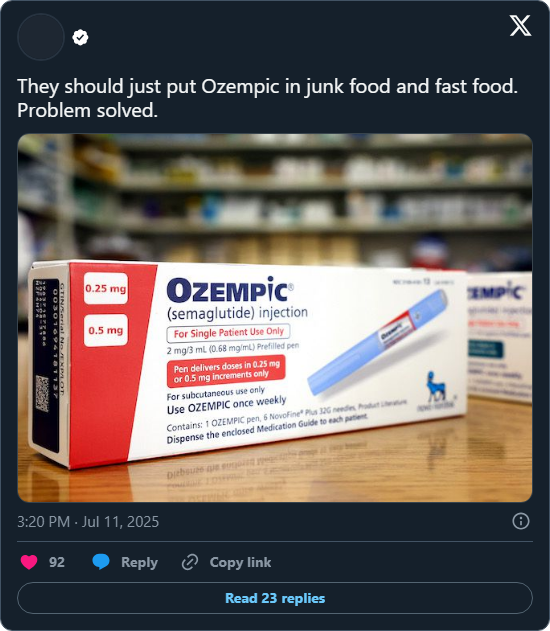 They should just put Ozempic in junk food and fast food.
Problem solved.
0.25 mg
0.5 mg
OZEMPIC®
(semaglutide) injection
For Single Patient Use Only
2 mg/3 mL (0.68 mg/mL) Prefilled pen
Pen delivers doses in 0.25 mg
or 0.5 mg increments only
For subcutaneous use only
Use OZEMPIC once weekly
Contains: 1 OZEMPIC pen, 6 NovoFine® Plus 32G needles, Product Literature
Dispense the enclosed Medication Guide to each patient.
novo nordisk
3:20 PM · Jul 11, 2025
92
Reply
Copy link
Read 23 replies